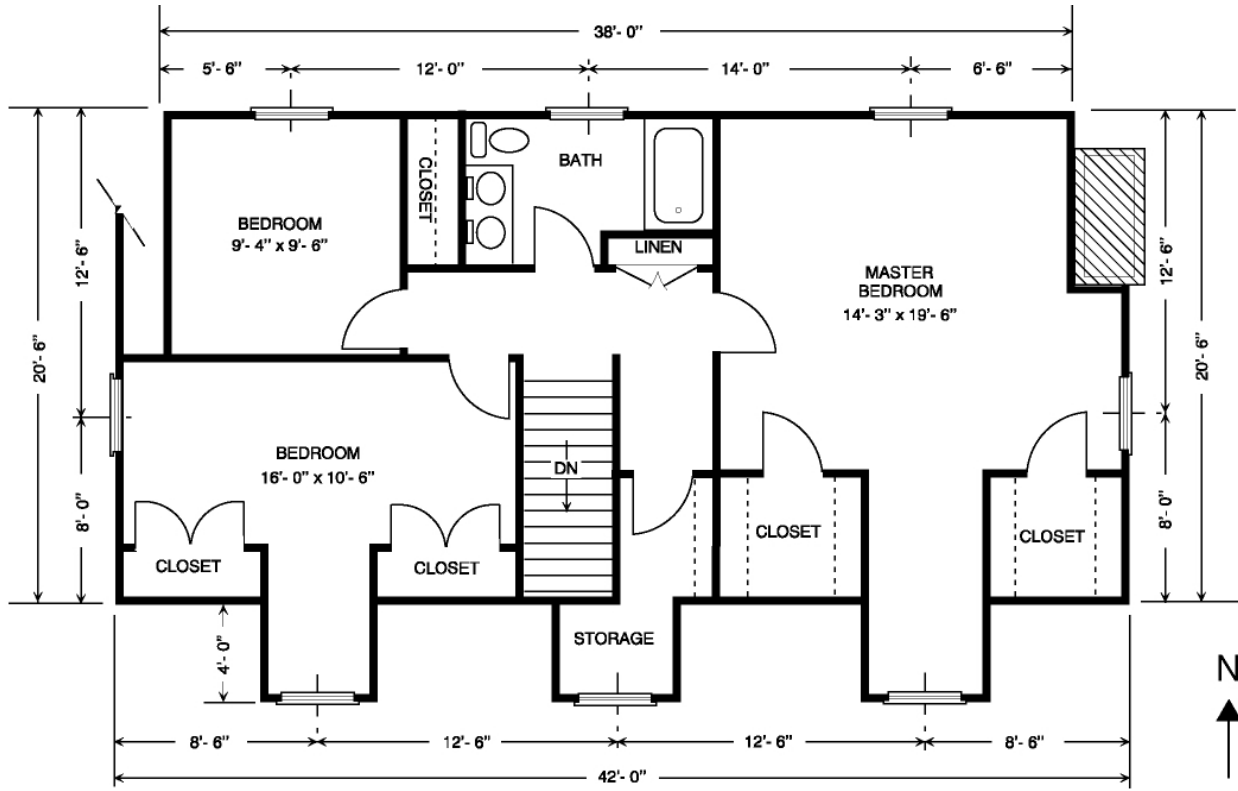 38'- 0"
5'- 6"
12'- 0"
14'- 0"
6'- 6"
BATH
CLOSET
BEDROOM
9'- 4" x 9'- 6"
LINEN
12'- 6"
12'- 6"
MASTER
BEDROOM
14'- 3" x 19'- 6"
20'- 6"
20'- 6"
BEDROOM
16'- 0" x 10'- 6"
DN
8'- 0"
8'- 0"
CLOSET
CLOSET
CLOSET
CLOSET
4'- 0"
STORAGE
N
8'- 6"
12'- 6"
12'- 6"
8'- 6"
42'- 0"